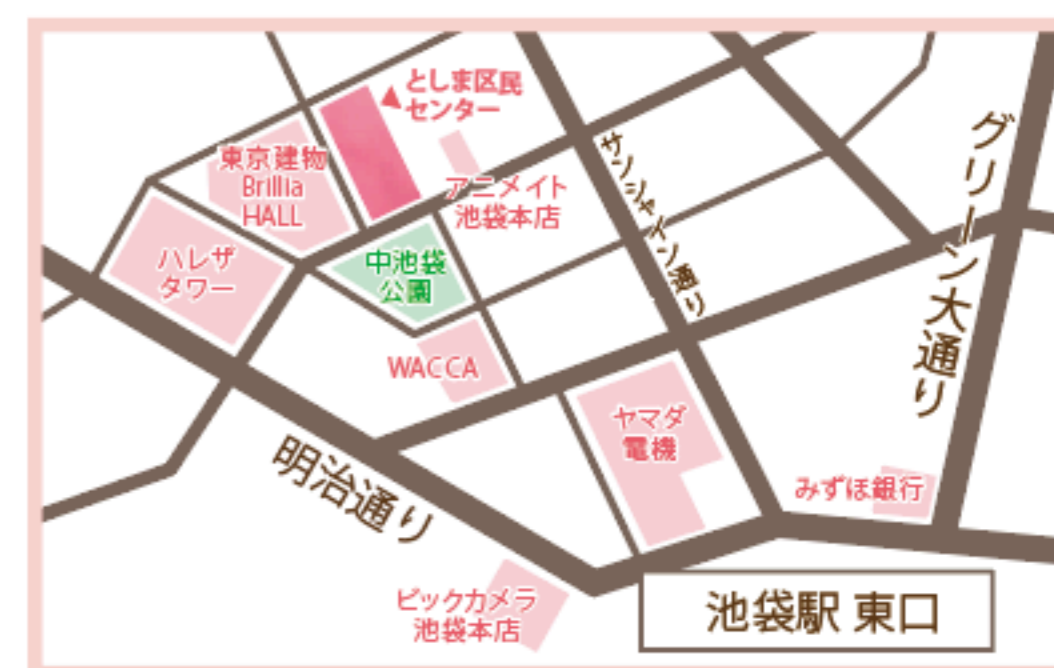 としま区民
センター
東京建物
Brillia
HALL
アニメイト
池袋本店
サンシャイン通り
グリーン大通り
ハレザ
タワー
中池袋
公園
WACCA
ヤマダ
電機
明治通り
みずほ銀行
ビックカメラ
池袋本店
池袋駅 東口